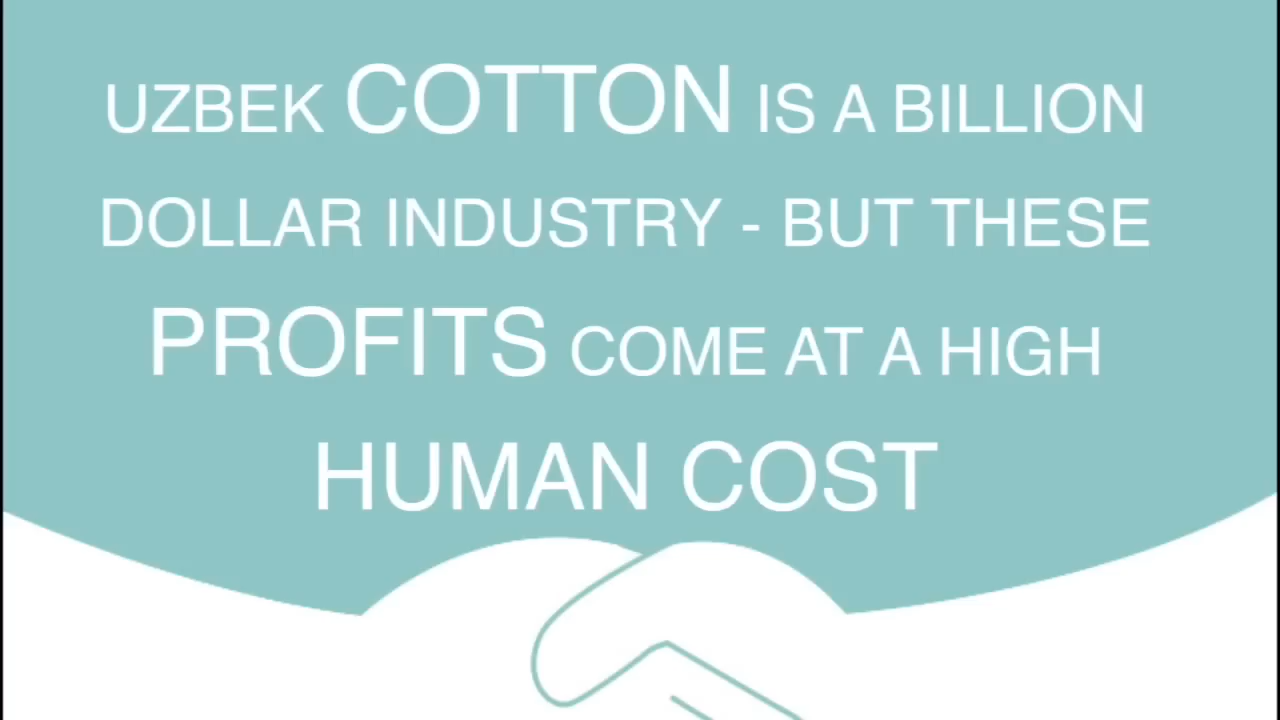 UZBEK COTTON IS A BILLION
DOLLAR INDUSTRY - BUT THESE
PROFITS COME AT A HIGH
HUMAN COST